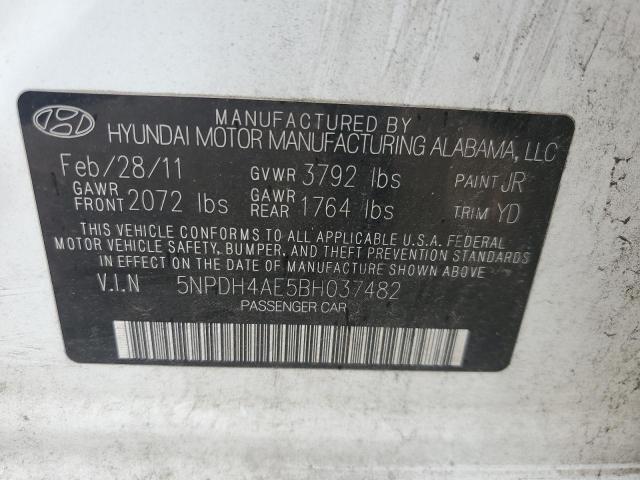 MANUFACTURED BY
HYUNDAI MOTOR MANUFACTURING ALABAMA, LLC
Feb/28/11 GVWR 3792 lbs PAINT JR
GAWR FRONT 2072 lbs GAWR REAR 1764 lbs TRIM YD
THIS VEHICLE CONFORMS TO ALL APPLICABLE U.S.A. FEDERAL
MOTOR VEHICLE SAFETY, BUMPER, AND THEFT PREVENTION STANDARDS
IN EFFECT ON THE DATE OF MANUFACTURE SHOWN ABOVE.
V.I.N 5NPDH4AE5BH037482
PASSENGER CAR